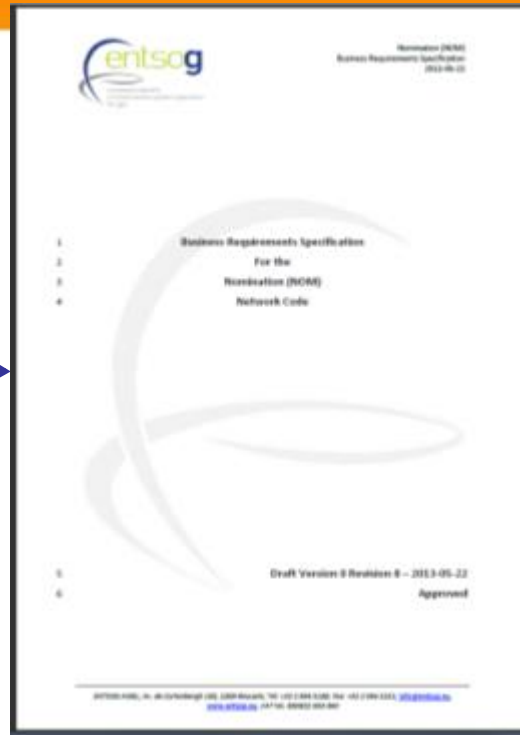 entsog
Nomination (NOM)
Business Requirements Specification
2013-05-22
1 Business Requirements Specification
2 For the
3 Nomination (NOM)
4 Network Code
5 Draft Version 0 Revision 8 – 2013-05-22
6 Approved